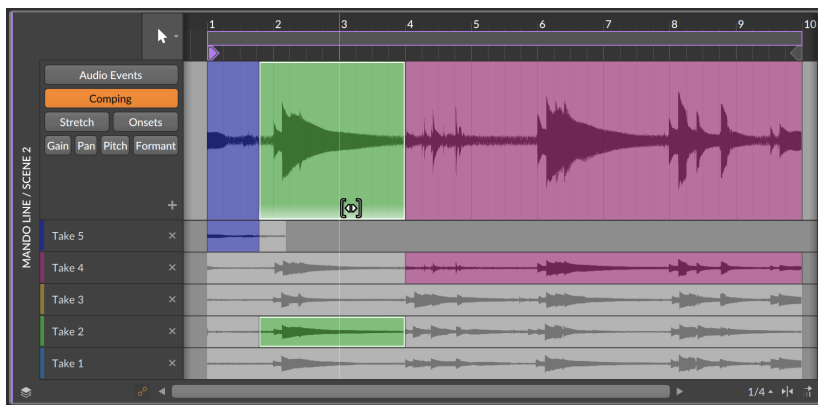 1 2 3 4 5 6 7 8 9 10
MANDO LINE / SCENE 2
Audio Events
Comping
Stretch Onsets
Gain Pan Pitch Formant
+
Take 5 ×
Take 4 ×
Take 3 ×
Take 2 ×
Take 1 ×
1/4